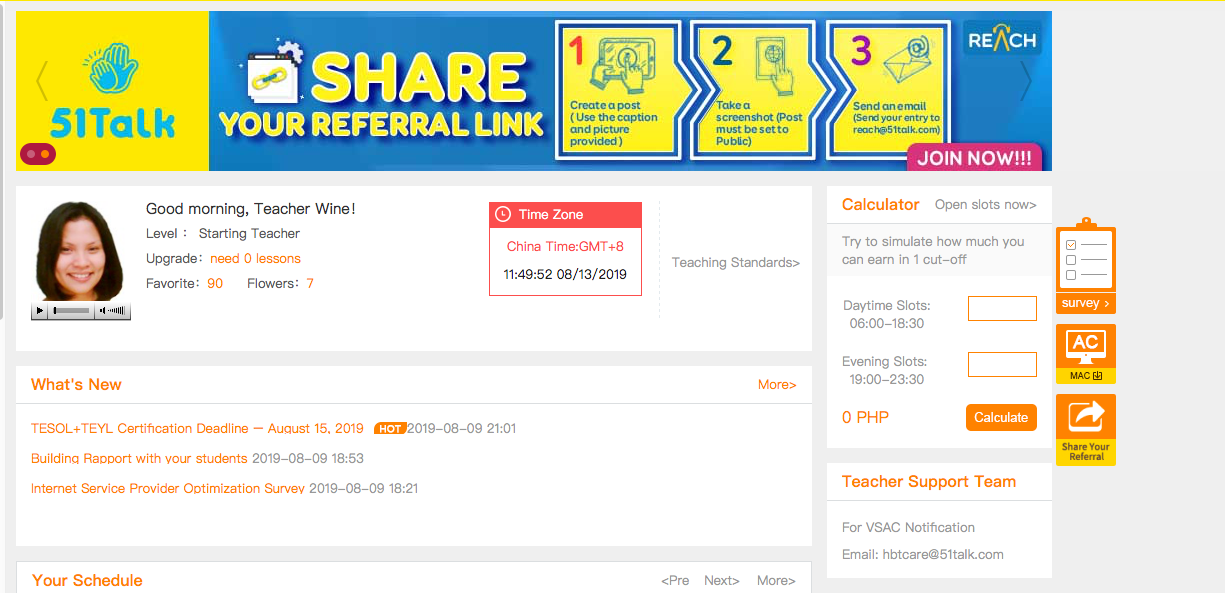 51Talk
SHARE
YOUR REFERRAL LINK
1
Create a post
( Use the caption
and picture
provided )
2
Take a
screenshot (Post
must be set to
Public)
3
Send an email
(Send your entry to
reach@51talk.com)
REACH
JOIN NOW!!!
Good morning, Teacher Wine!
Level : Starting Teacher
Upgrade: need 0 lessons
Favorite: 90 Flowers: 7
Time Zone
China Time:GMT+8
11:49:52 08/13/2019
Teaching Standards>
Calculator Open slots now>
Try to simulate how much you
can earn in 1 cut-off
Daytime Slots:
06:00-18:30
Evening Slots:
19:00-23:30
0 PHP Calculate
survey >
AC
MAC
Share Your
Referral
What's New More>
TESOL+TEYL Certification Deadline — August 15, 2019 HOT 2019-08-09 21:01
Building Rapport with your students 2019-08-09 18:53
Internet Service Provider Optimization Survey 2019-08-09 18:21
Teacher Support Team
For VSAC Notification
Email: hbtcare@51talk.com
Your Schedule <Pre Next> More>